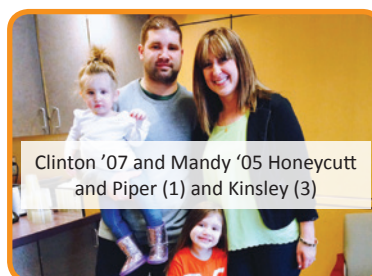 Clinton ’07 and Mandy ‘05 Honeycutt
and Piper (1) and Kinsley (3)